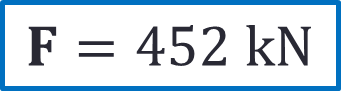 F = 452 kN